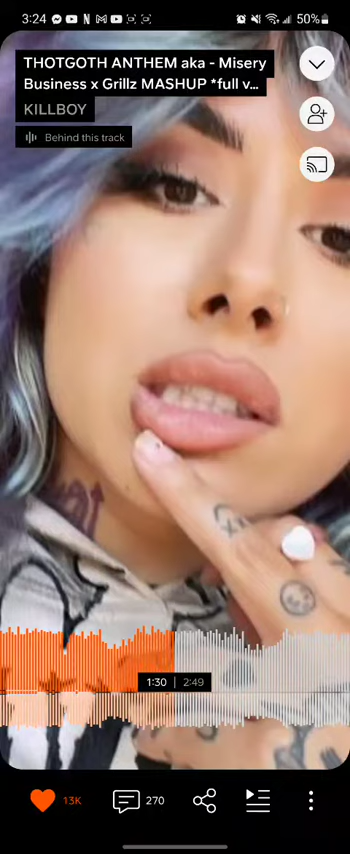 3:24
50%
THOTGOTH ANTHEM aka - Misery
Business x Grillz MASHUP *full v...
KILLBOY
Behind this track
1:30 | 2:49
13K
270